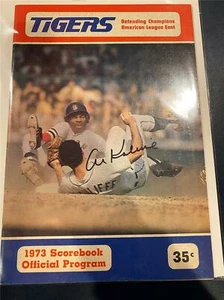 TIGERS
Defending Champions
American League East
Al Kaline
1973 Scorebook
Official Program
35¢